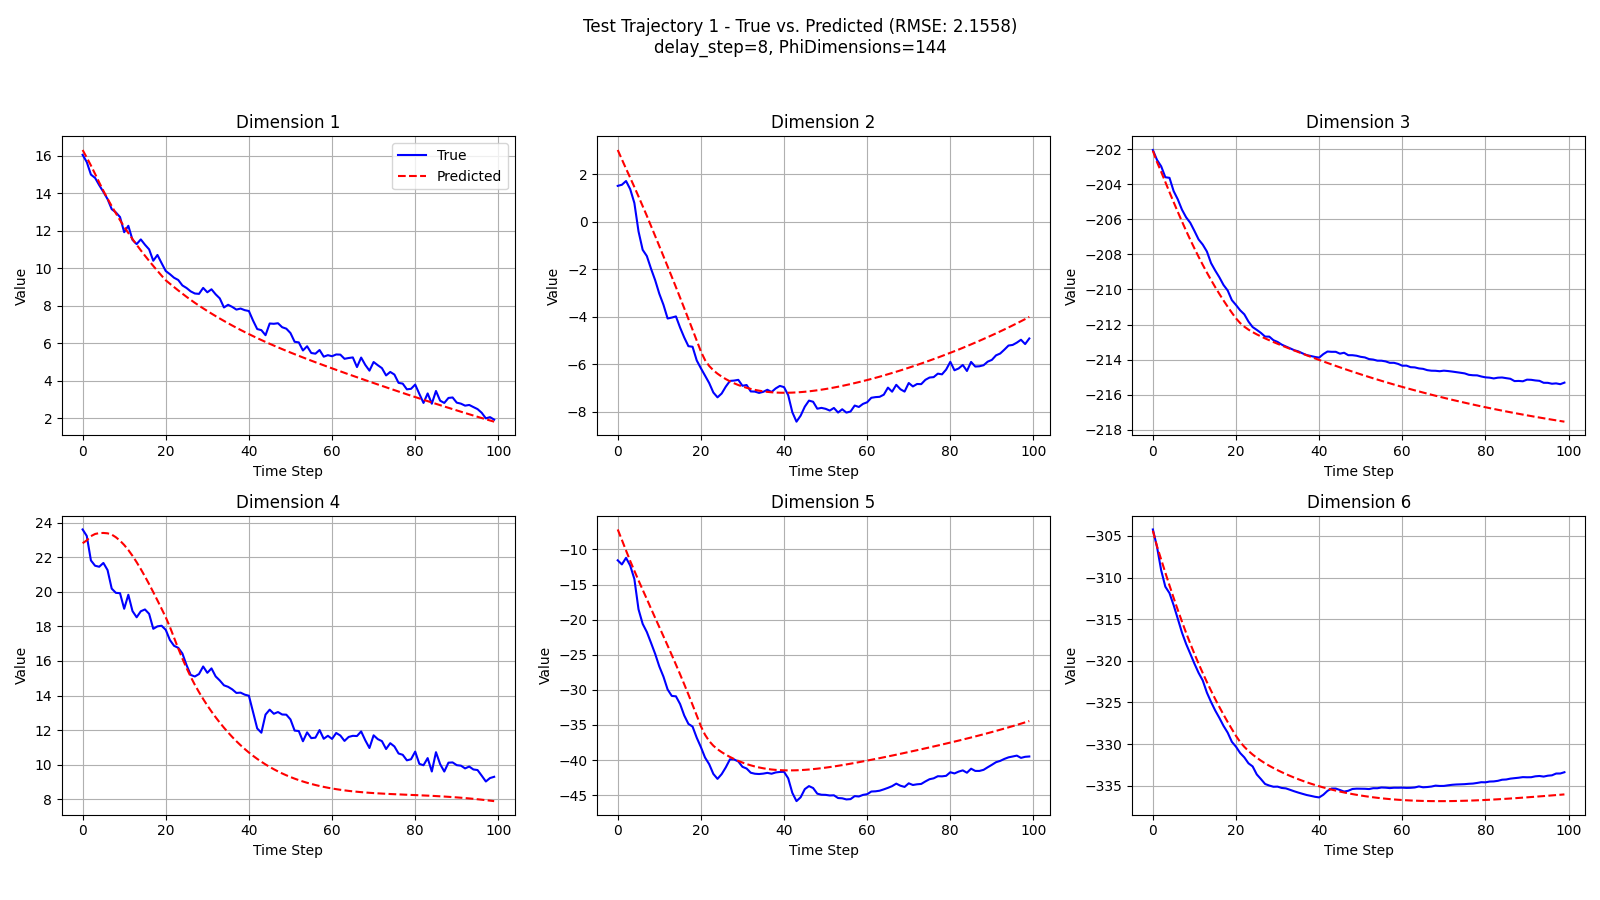 Test Trajectory 1 - True vs. Predicted (RMSE: 2.1558)
delay_step=8, PhiDimensions=144
Dimension 1
16
14
12
10
8
6
4
2
Value
0 20 40 60 80 100
Time Step
True
Predicted
Dimension 2
2
0
−2
−4
−6
−8
Value
0 20 40 60 80 100
Time Step
Dimension 3
−202
−204
−206
−208
−210
−212
−214
−216
−218
Value
0 20 40 60 80 100
Time Step
Dimension 4
24
22
20
18
16
14
12
10
8
Value
0 20 40 60 80 100
Time Step
Dimension 5
−10
−15
−20
−25
−30
−35
−40
−45
Value
0 20 40 60 80 100
Time Step
Dimension 6
−305
−310
−315
−320
−325
−330
−335
Value
0 20 40 60 80 100
Time Step